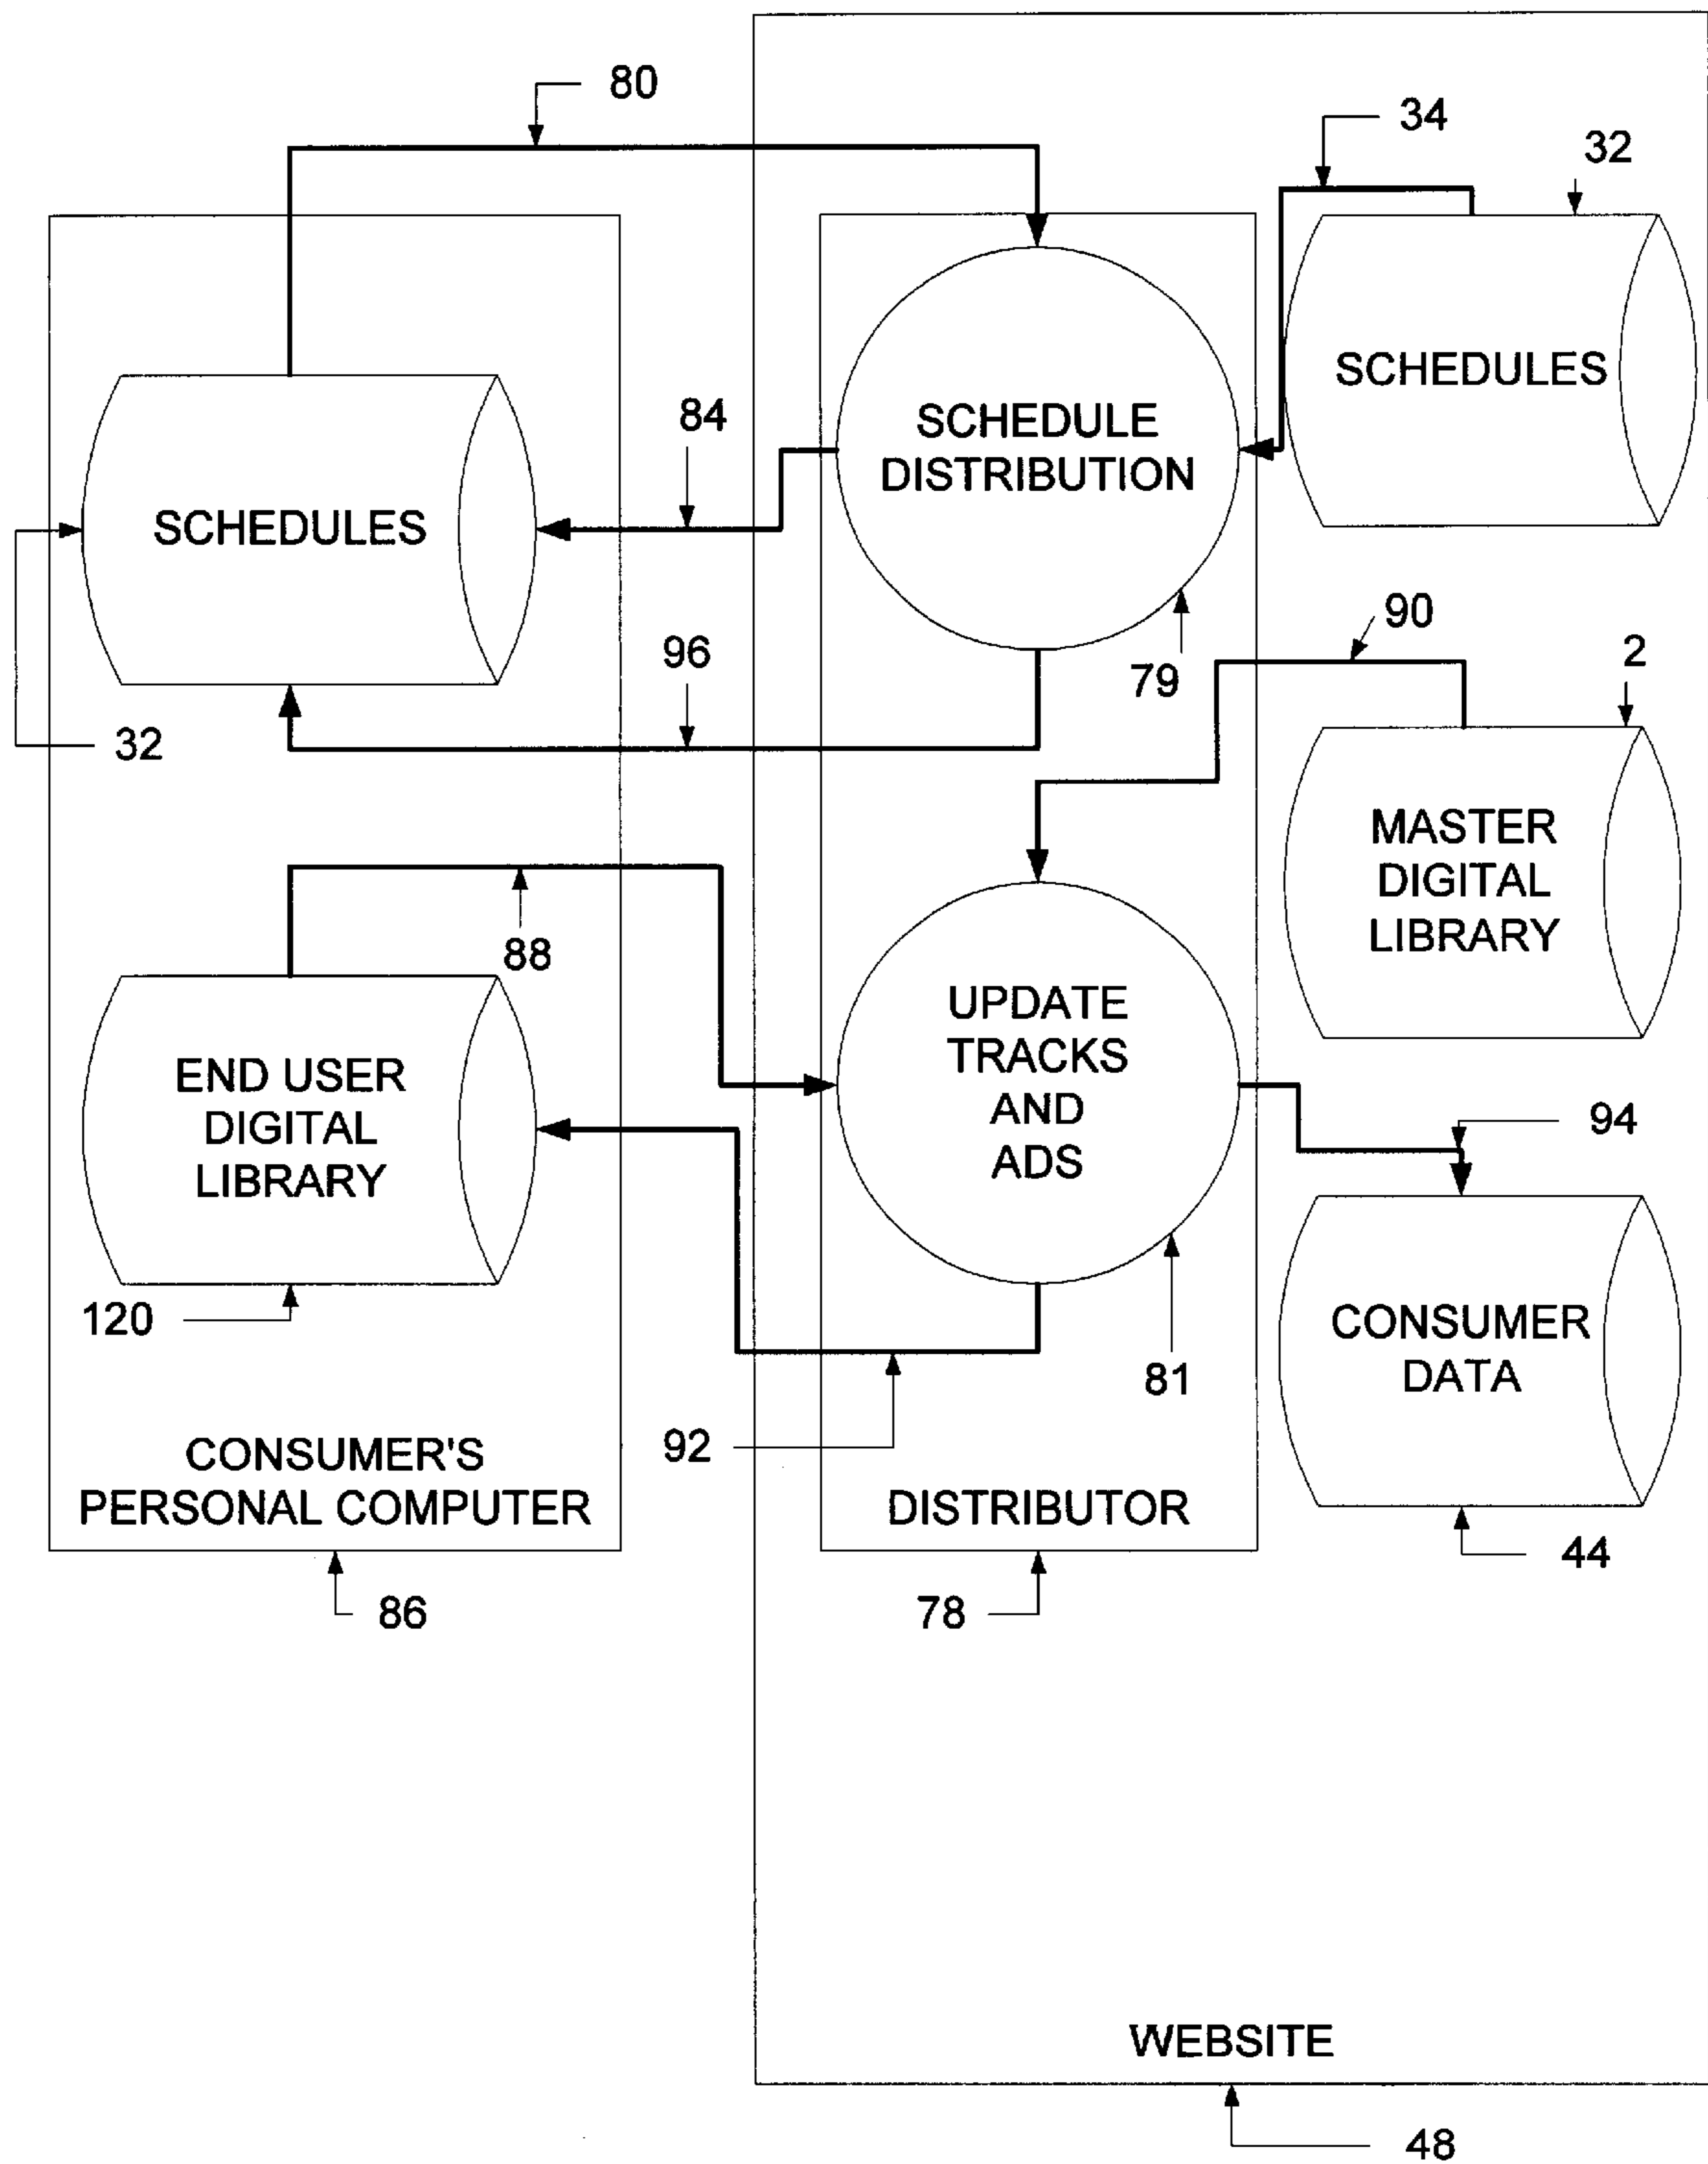 80
34
32
SCHEDULES
SCHEDULE
DISTRIBUTION
84
SCHEDULES
90
96
79
2
32
MASTER
DIGITAL
LIBRARY
88
UPDATE
TRACKS
AND
ADS
END USER
DIGITAL
LIBRARY
94
120
CONSUMER
DATA
81
92
CONSUMER'S
PERSONAL COMPUTER
DISTRIBUTOR
44
86
78
WEBSITE
48